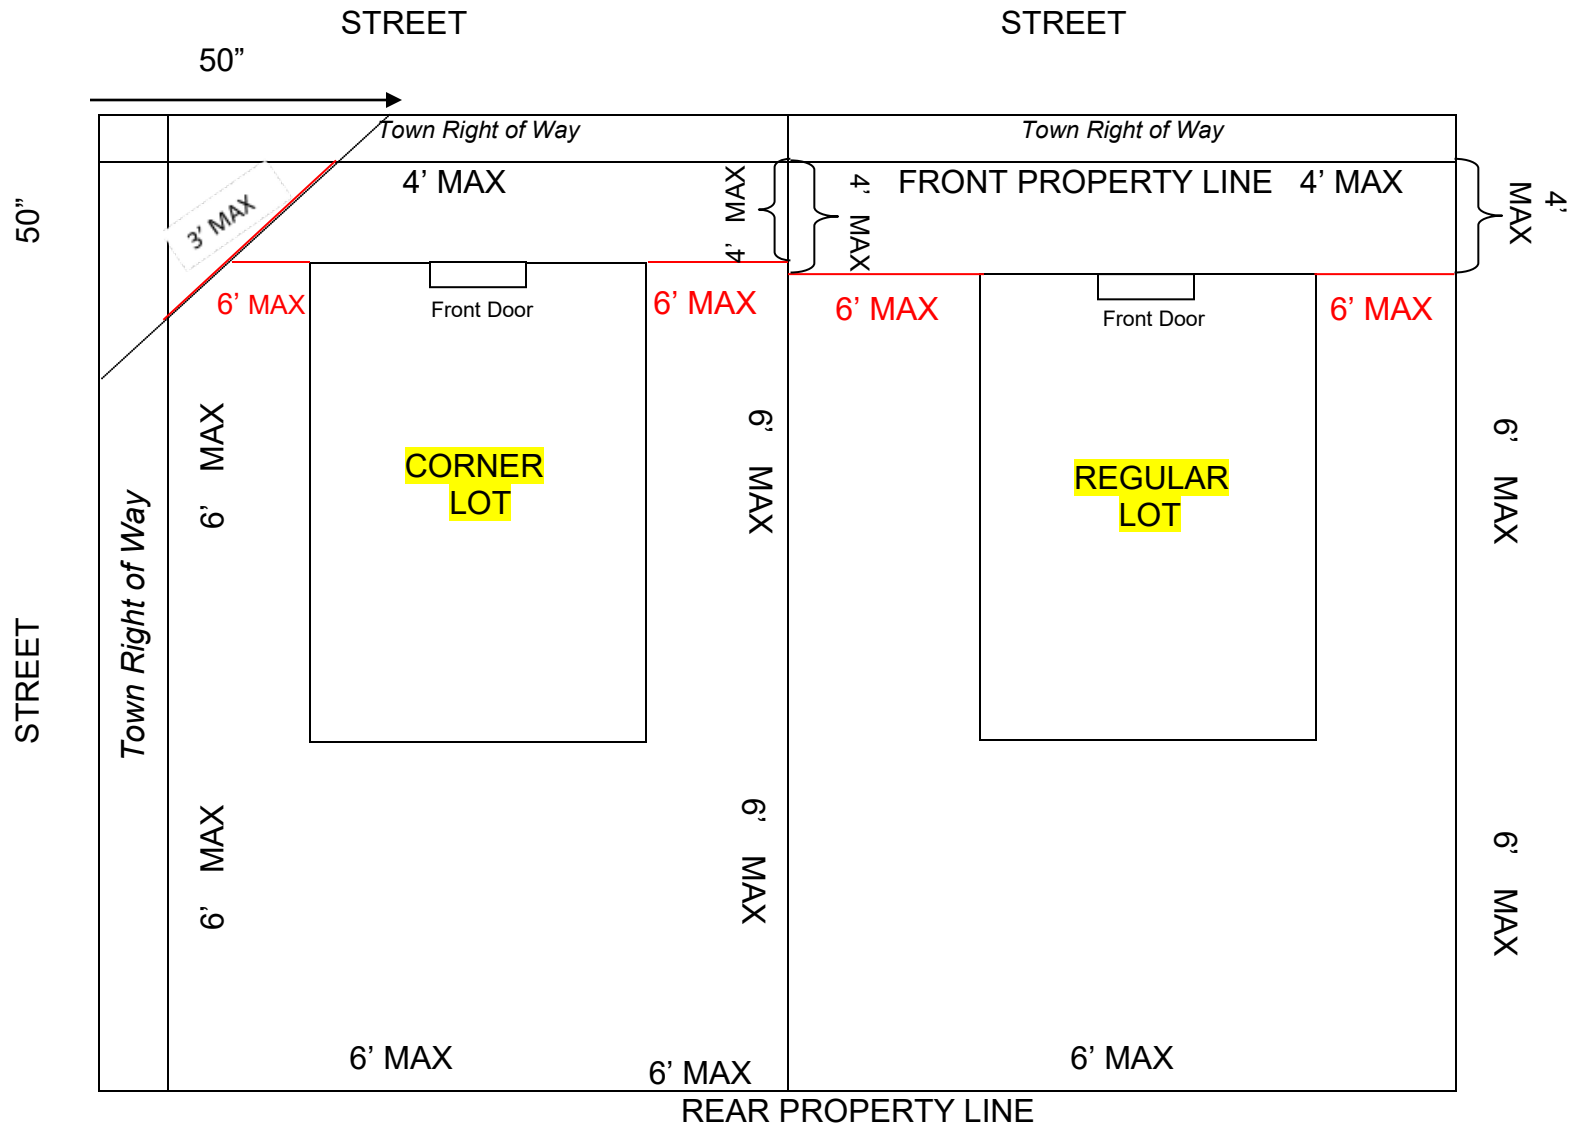 STREET
STREET
50”
Town Right of Way
Town Right of Way
4’ MAX
4’ MAX
4’ MAX
FRONT PROPERTY LINE 4’ MAX
4’ MAX
50”
3’ MAX
6’ MAX
6’ MAX
6’ MAX
6’ MAX
Front Door
Front Door
6’ MAX
6’ MAX
6’ MAX
CORNER
LOT
REGULAR
LOT
Town Right of Way
STREET
6’ MAX
6’ MAX
6’ MAX
6’ MAX
6’ MAX
6’ MAX
REAR PROPERTY LINE